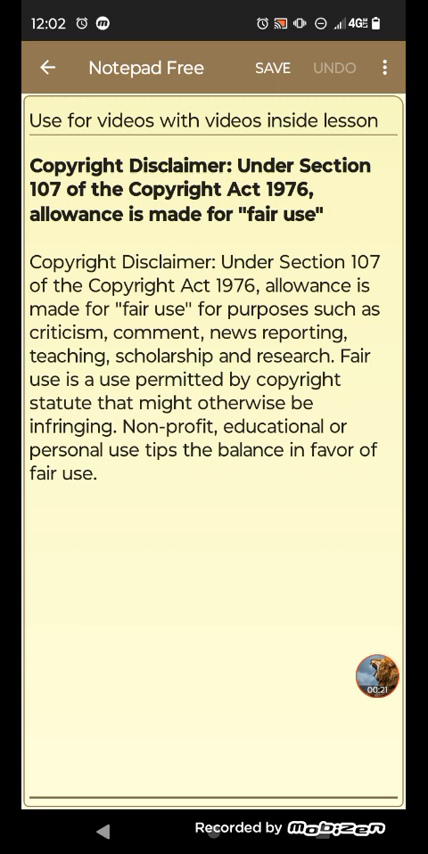 12:02
4G
Notepad Free
SAVE
UNDO
Use for videos with videos inside lesson
Copyright Disclaimer: Under Section
107 of the Copyright Act 1976,
allowance is made for "fair use"
Copyright Disclaimer: Under Section 107
of the Copyright Act 1976, allowance is
made for "fair use" for purposes such as
criticism, comment, news reporting,
teaching, scholarship and research. Fair
use is a use permitted by copyright
statute that might otherwise be
infringing. Non-profit, educational or
personal use tips the balance in favor of
fair use.
00:21
Recorded by Mobizen